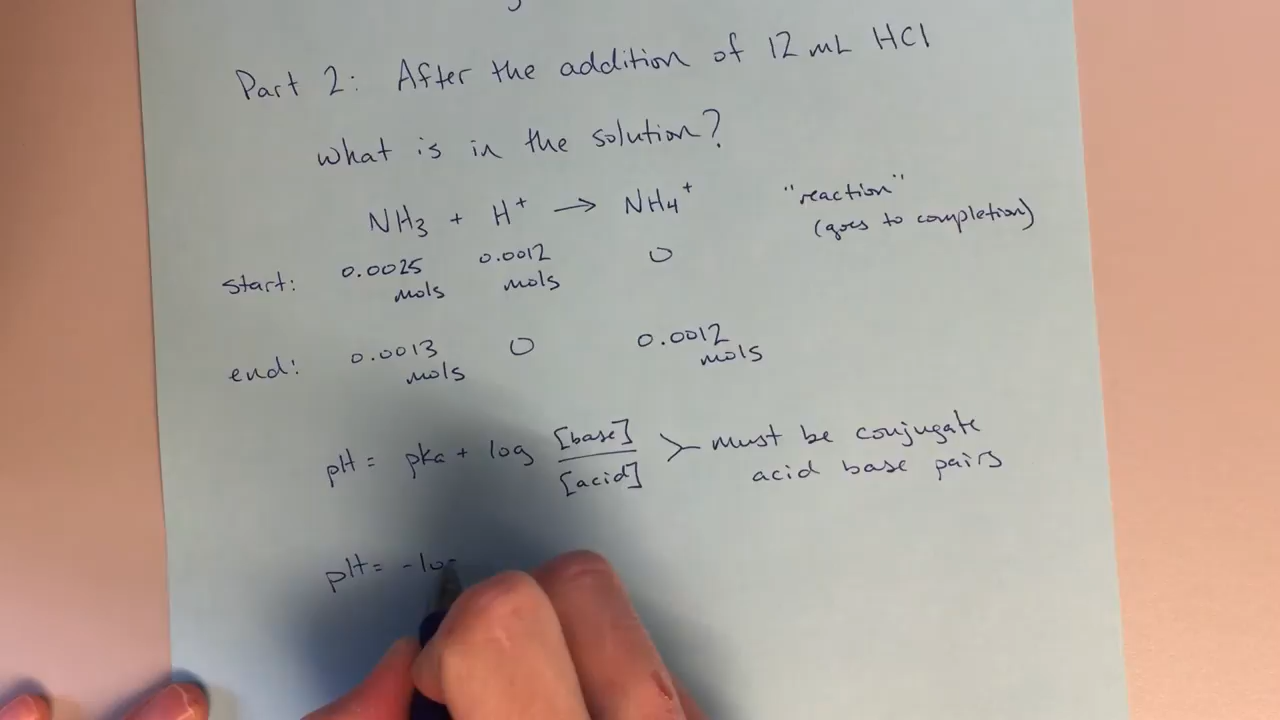 Part 2: After the addition of 12 mL HCl
What is in the solution?
NH3 + H+ → NH4+ "reaction"
(goes to completion)
start: 0.0025 mols 0.0012 mols 0
end: 0.0013 mols 0 0.0012 mols
pH = pka + log [base] / [acid] > must be conjugate
acid base pairs
pH = -log